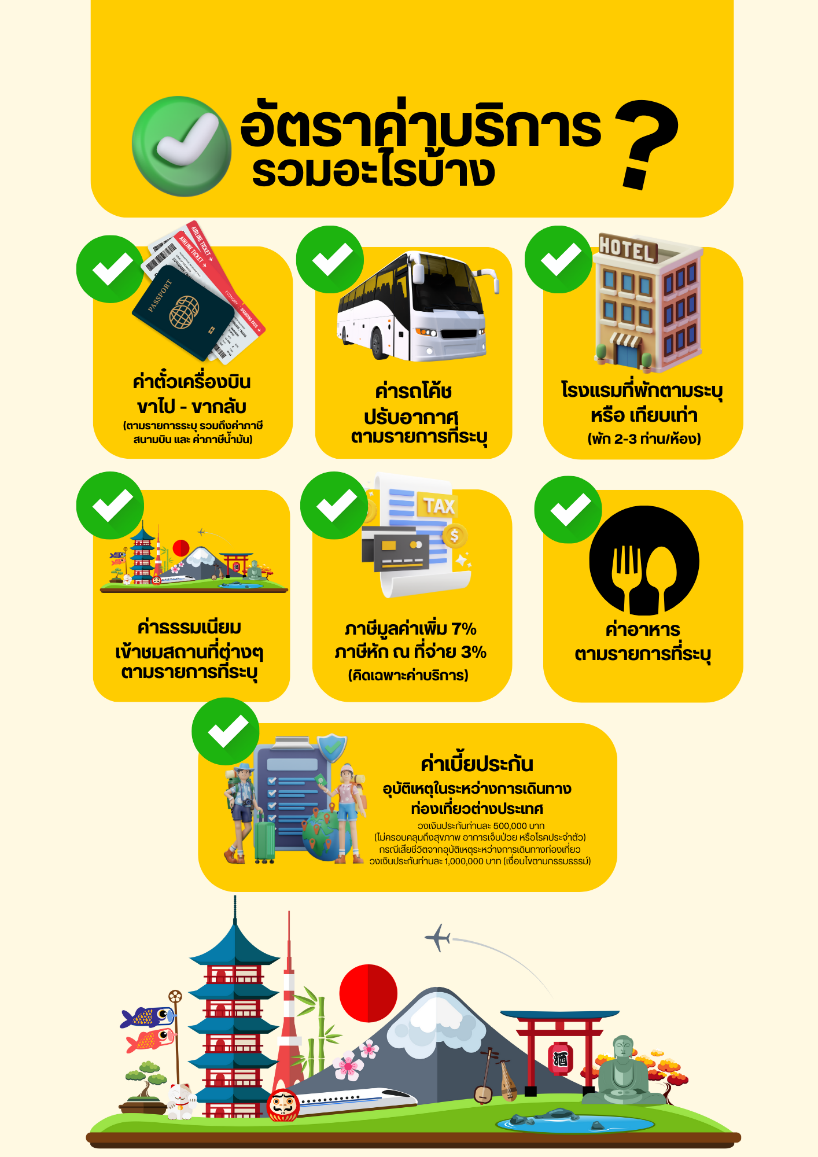 อัตราค่าบริการ
รวมอะไรบ้าง
?
AIRLINE TICKET
AIRLINE TICKET
PASSPORT
ค่าตั๋วเครื่องบิน
ขาไป - ขากลับ
(ตามรายการระบุ รวมถึงค่าภาษี
สนามบิน และ ค่าภาษีน้ำมัน)
ค่ารถโค้ช
ปรับอากาศ
ตามรายการที่ระบุ
HOTEL
โรงแรมที่พักตามระบุ
หรือ เทียบเท่า
(พัก 2-3 ท่าน/ห้อง)
ค่าธรรมเนียม
เข้าชมสถานที่ต่างๆ
ตามรายการที่ระบุ
TAX
$
ภาษีมูลค่าเพิ่ม 7%
ภาษีหัก ณ ที่จ่าย 3%
(คิดเฉพาะค่าบริการ)
ค่าอาหาร
ตามรายการที่ระบุ
ค่าเบี้ยประกัน
อุบัติเหตุในระหว่างการเดินทาง
ท่องเที่ยวต่างประเทศ
วงเงินประกันท่านละ 500,000 บาท
(ไม่ครอบคลุมถึงสุขภาพ อาการเจ็บป่วย หรือโรคประจำตัว)
กรณีเสียชีวิตจากอุบัติเหตุระหว่างการเดินทางท่องเที่ยว
วงเงินประกันท่านละ 1,000,000 บาท (เงื่อนไขตามกรมธรรม์)
酒